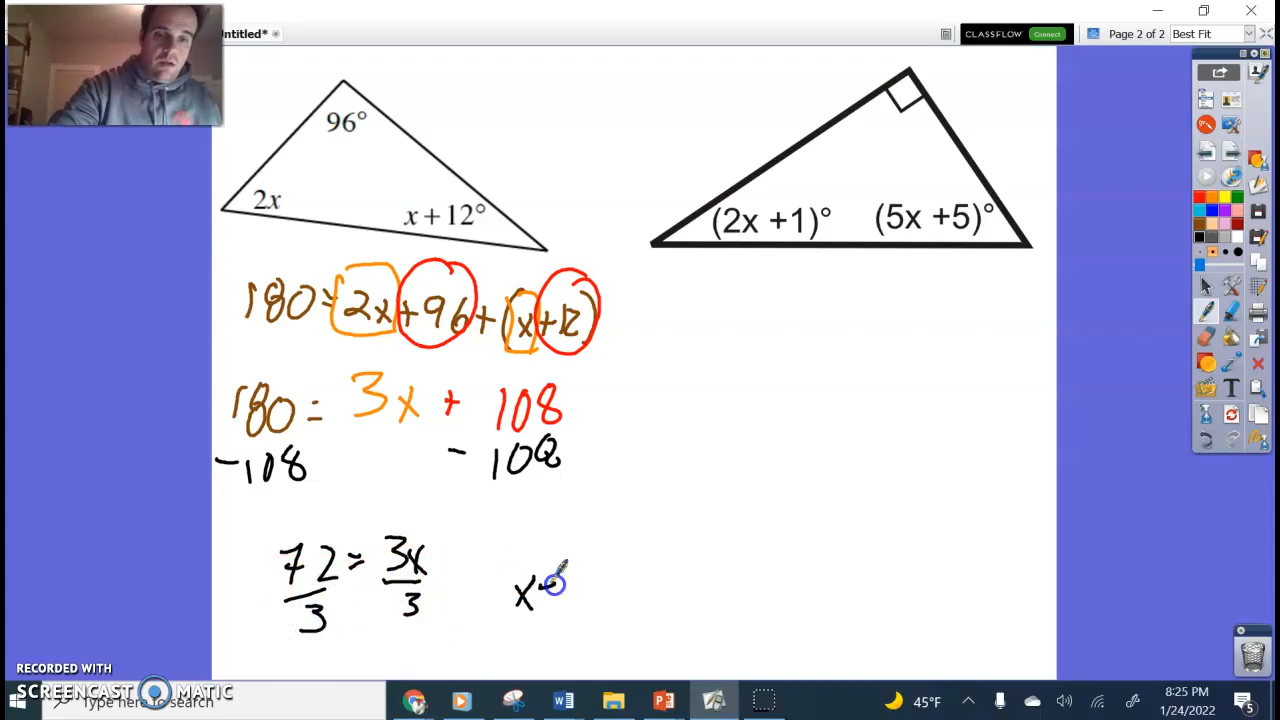 ntitled*
CLASSFLOW Connect
Page 2 of 2 Best Fit
96°
2x
x + 12°
(2x +1)°
(5x +5)°
180 = 2x + 96 + (x + 12)
180 = 3x + 108
-108 - 108
72 = 3x
3 3
x =
RECORDED WITH
SCREENCAST MATIC
Type here to search
45°F
8:25 PM
1/24/2022
5